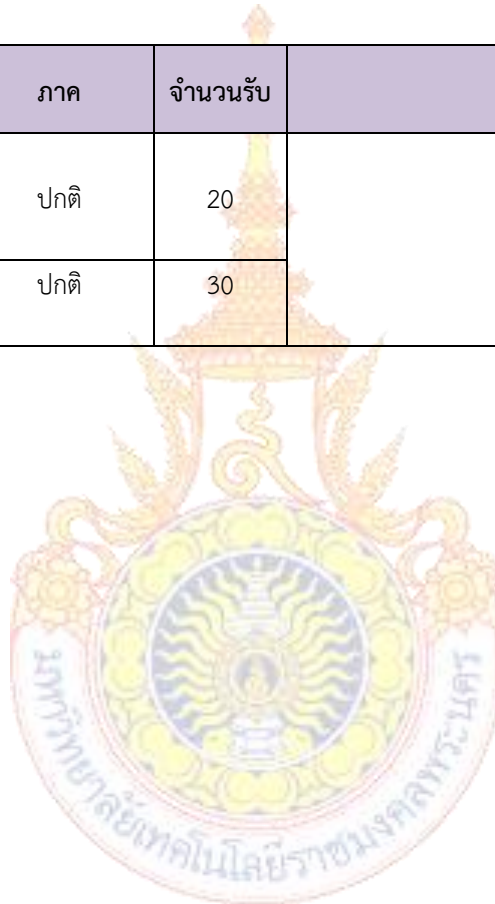 ภาค จำนวนรับ
ปกติ 20
ปกติ 30
มหาวิทยาลัยเทคโนโลยีราชมงคลพระนคร